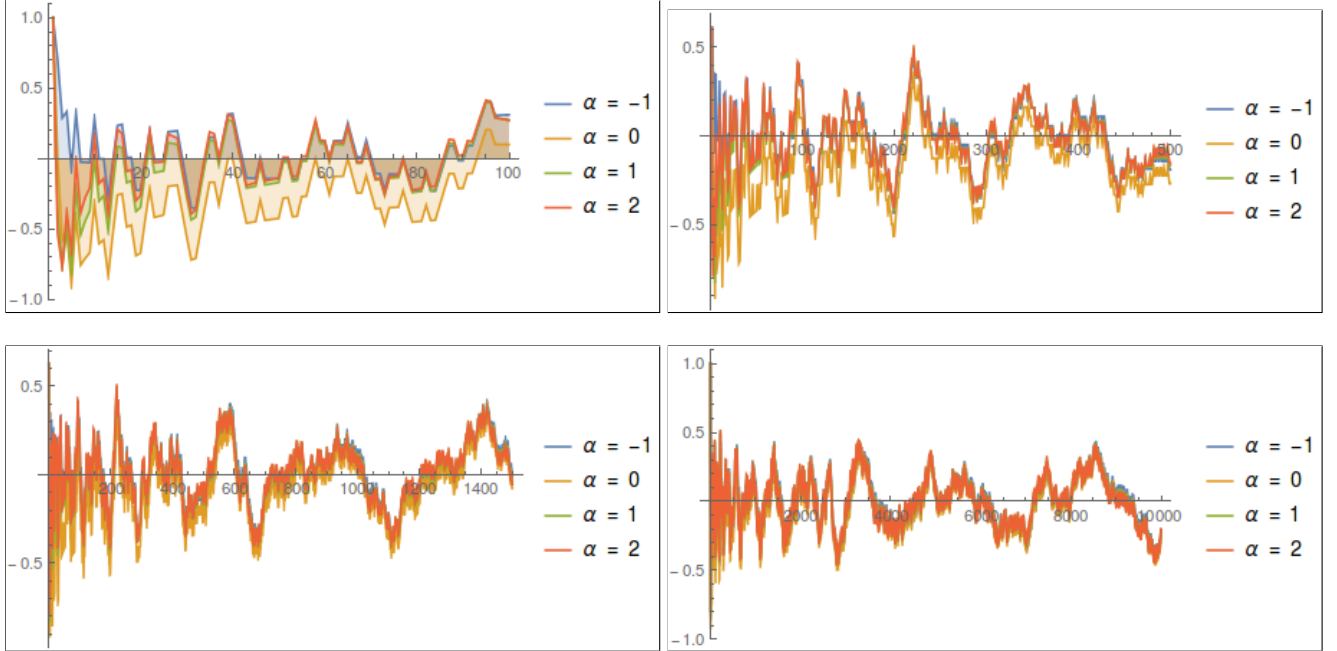 1.0
0.5
-0.5
-1.0
20
40
60
80
100
α = -1
α = 0
α = 1
α = 2
0.5
-0.5
100
200
300
400
500
α = -1
α = 0
α = 1
α = 2
0.5
-0.5
200
400
600
800
1000
1200
1400
α = -1
α = 0
α = 1
α = 2
1.0
0.5
-0.5
-1.0
2000
4000
6000
8000
10000
α = -1
α = 0
α = 1
α = 2